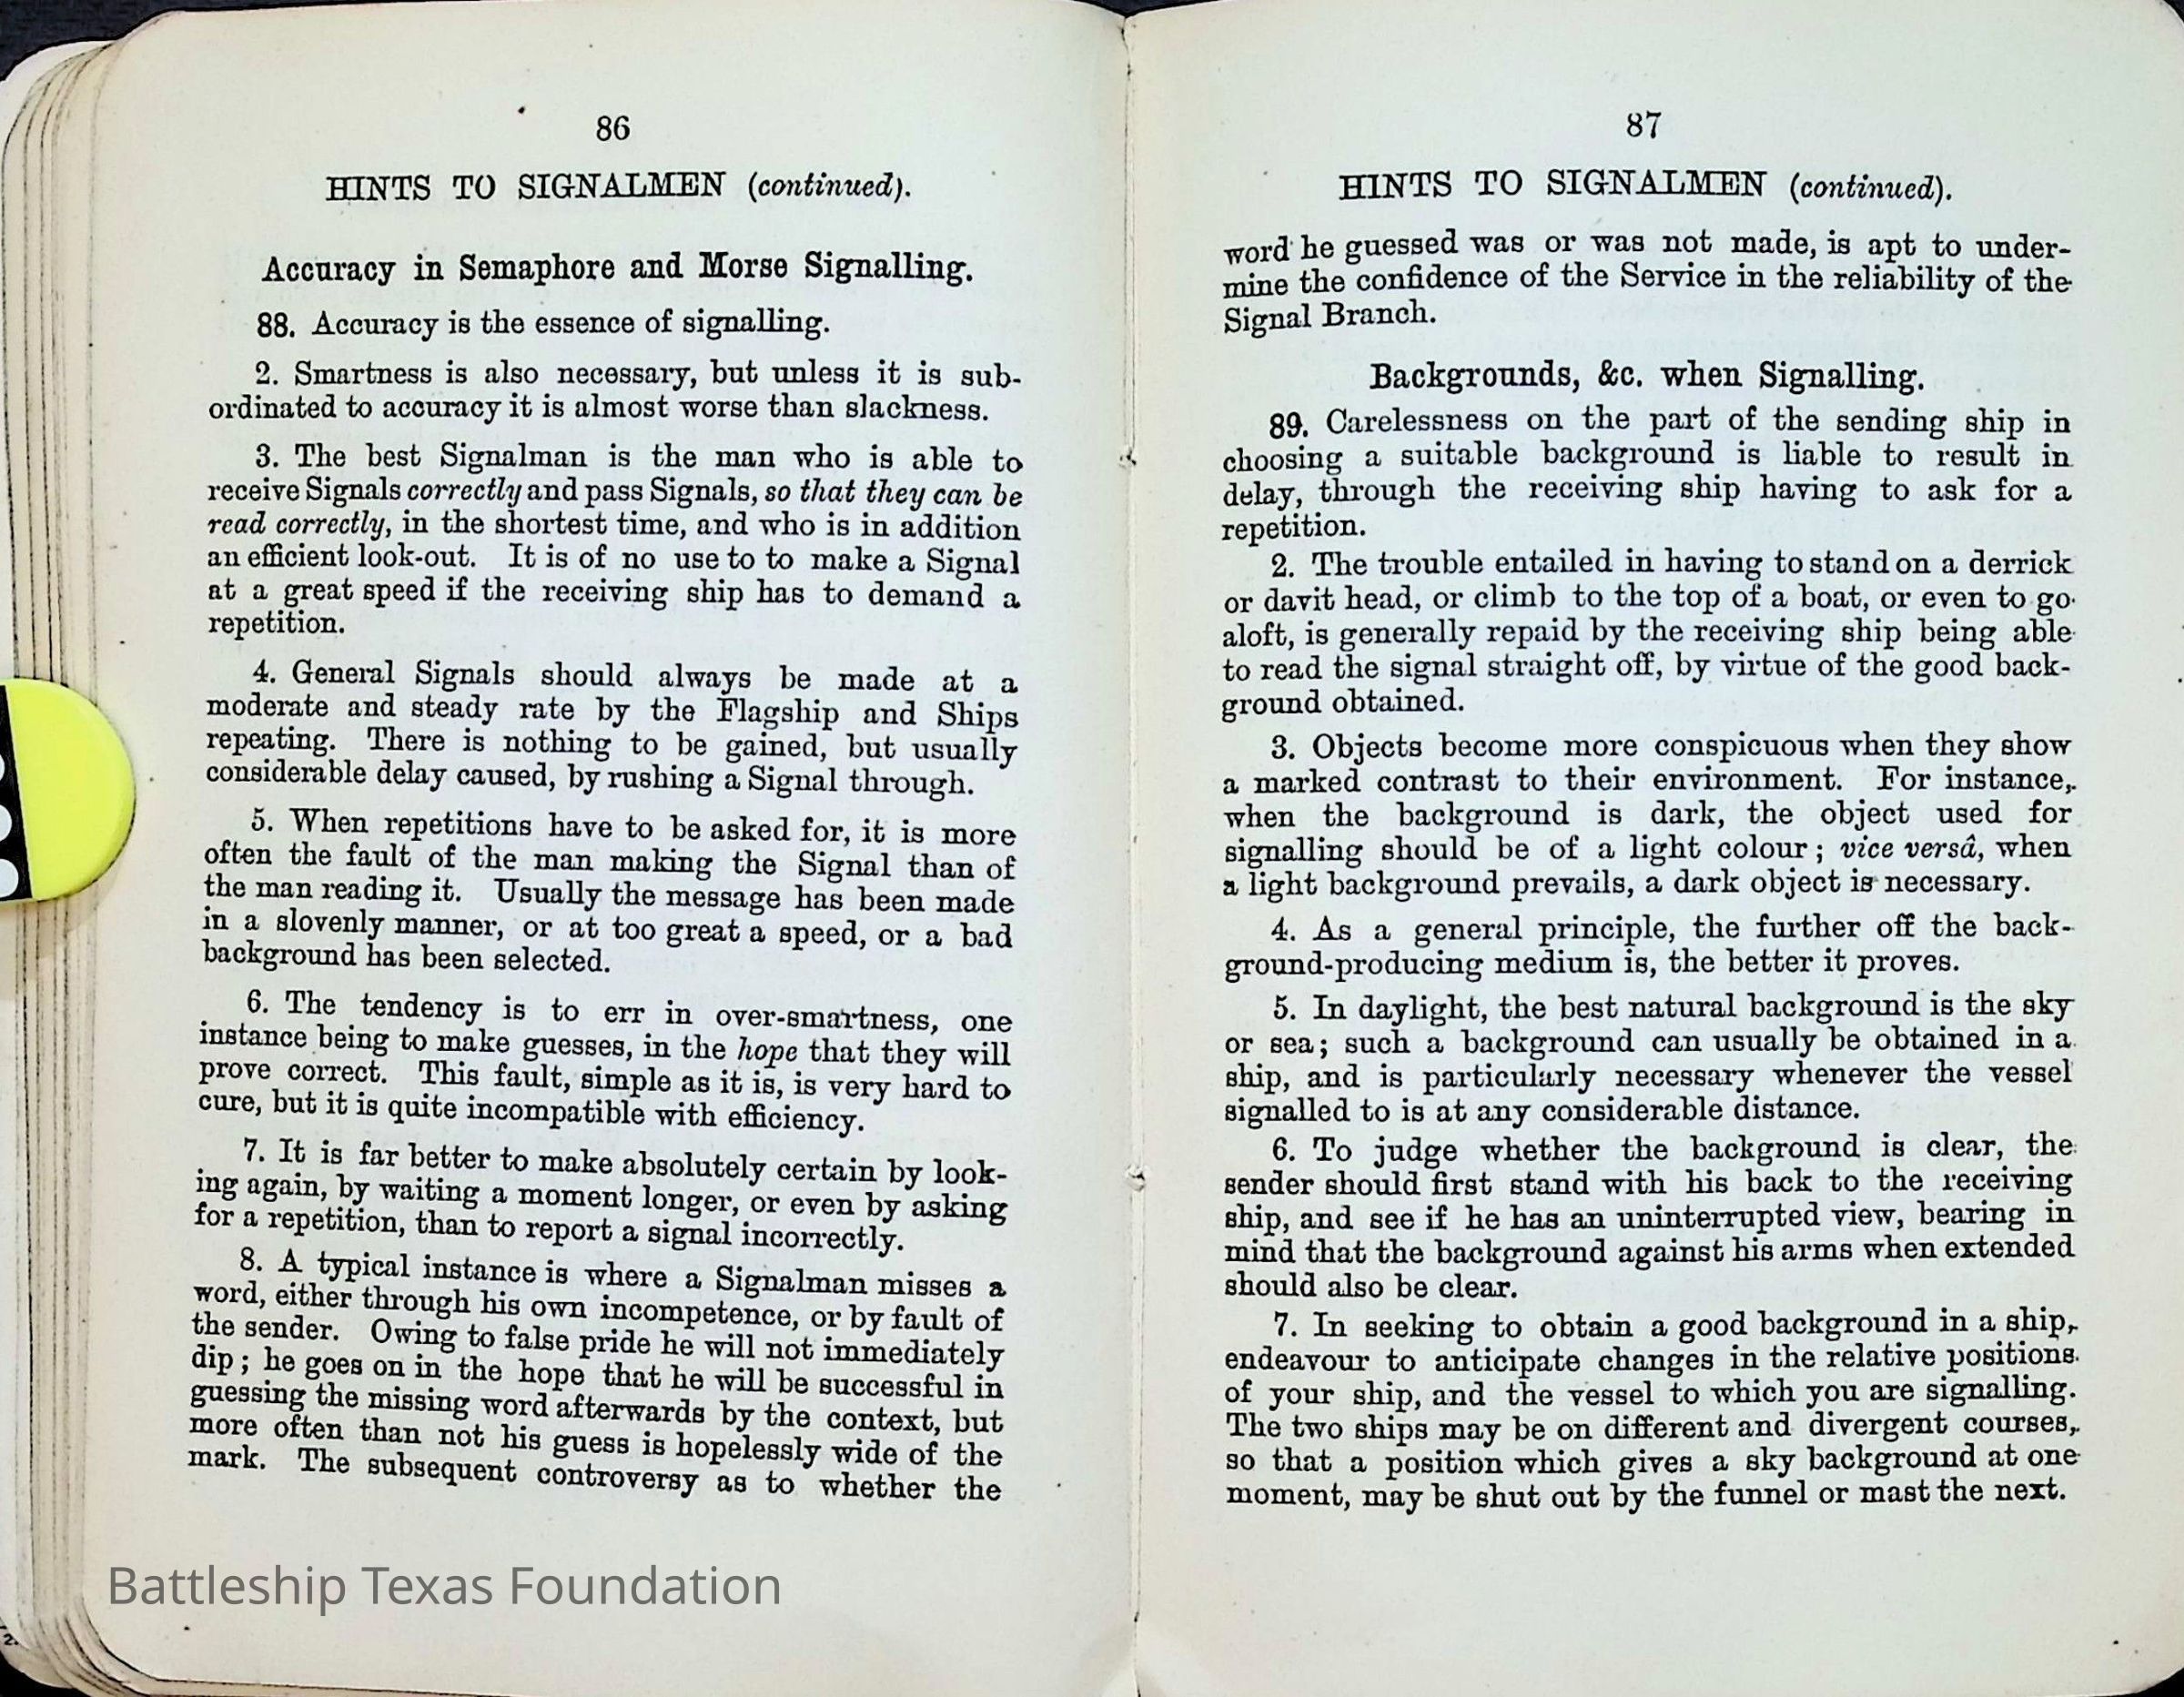 86
HINTS TO SIGNALMEN (continued).
Accuracy in Semaphore and Morse Signalling.
88. Accuracy is the essence of signalling.
2. Smartness is also necessary, but unless it is sub-
ordinated to accuracy it is almost worse than slackness.
3. The best Signalman is the man who is able to
receive Signals correctly and pass Signals, so that they can be
read correctly, in the shortest time, and who is in addition
an efficient look-out. It is of no use to to make a Signal
at a great speed if the receiving ship has to demand a
repetition.
4. General Signals should always be made at a
moderate and steady rate by the Flagship and Ships
repeating. There is nothing to be gained, but usually
considerable delay caused, by rushing a Signal through.
5. When repetitions have to be asked for, it is more
often the fault of the man making the Signal than of
the man reading it. Usually the message has been made
in a slovenly manner, or at too great a speed, or a bad
background has been selected.
6. The tendency is to err in over-smartness, one
instance being to make guesses, in the hope that they will
prove correct. This fault, simple as it is, is very hard to
cure, but it is quite incompatible with efficiency.
7. It is far better to make absolutely certain by look-
ing again, by waiting a moment longer, or even by asking
for a repetition, than to report a signal incorrectly.
8. A typical instance is where a Signalman misses a
word, either through his own incompetence, or by fault of
the sender. Owing to false pride he will not immediately
dip; he goes on in the hope that he will be successful in
guessing the missing word afterwards by the context, but
more often than not his guess is hopelessly wide of the
mark. The subsequent controversy as to whether the
Battleship Texas Foundation
87
HINTS TO SIGNALMEN (continued).
word he guessed was or was not made, is apt to under-
mine the confidence of the Service in the reliability of the
Signal Branch.
Backgrounds, &c. when Signalling.
89. Carelessness on the part of the sending ship in
choosing a suitable background is liable to result in
delay, through the receiving ship having to ask for a
repetition.
2. The trouble entailed in having to stand on a derrick
or davit head, or climb to the top of a boat, or even to go
aloft, is generally repaid by the receiving ship being able
to read the signal straight off, by virtue of the good back-
ground obtained.
3. Objects become more conspicuous when they show
a marked contrast to their environment. For instance,
when the background is dark, the object used for
signalling should be of a light colour; vice versâ, when
a light background prevails, a dark object is necessary.
4. As a general principle, the further off the back-
ground-producing medium is, the better it proves.
5. In daylight, the best natural background is the sky
or sea; such a background can usually be obtained in a
ship, and is particularly necessary whenever the vessel
signalled to is at any considerable distance.
6. To judge whether the background is clear, the
sender should first stand with his back to the receiving
ship, and see if he has an uninterrupted view, bearing in
mind that the background against his arms when extended
should also be clear.
7. In seeking to obtain a good background in a ship,
endeavour to anticipate changes in the relative positions
of your ship, and the vessel to which you are signalling.
The two ships may be on different and divergent courses,
so that a position which gives a sky background at one
moment, may be shut out by the funnel or mast the next.